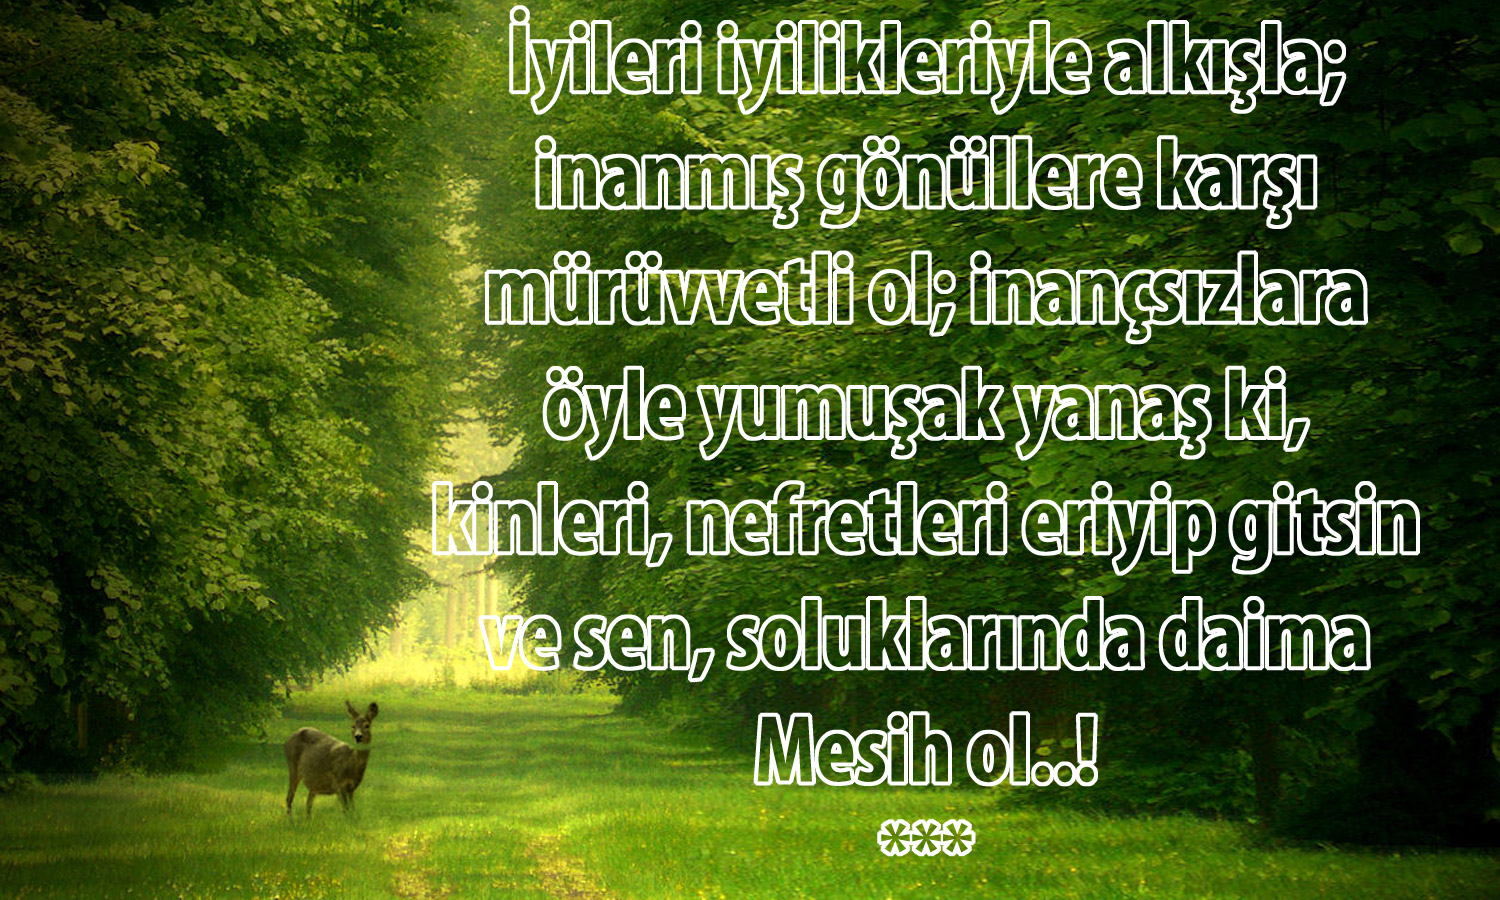 İyileri iyilikleriyle alkışla;
inanmış gönüllere karşı
mürüvvetli ol; inançsızlara
öyle yumuşak yanaş ki,
kinleri, nefretleri eriyip gitsin
ve sen, soluklarında daima
Mesih ol..!
***